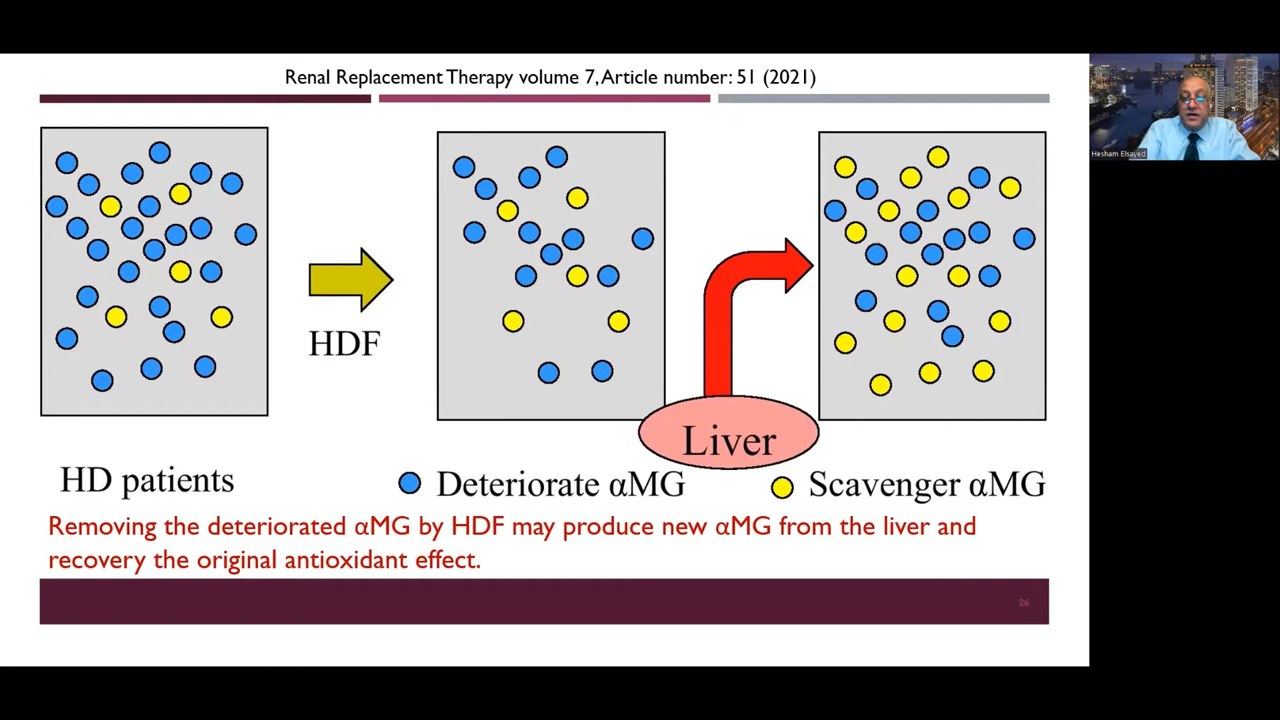 Renal Replacement Therapy volume 7, Article number: 51 (2021)
Hesham Elsayed
HDF
Liver
HD patients
Deteriorate αMG
Scavenger αMG
Removing the deteriorated αMG by HDF may produce new αMG from the liver and
recovery the original antioxidant effect.
26